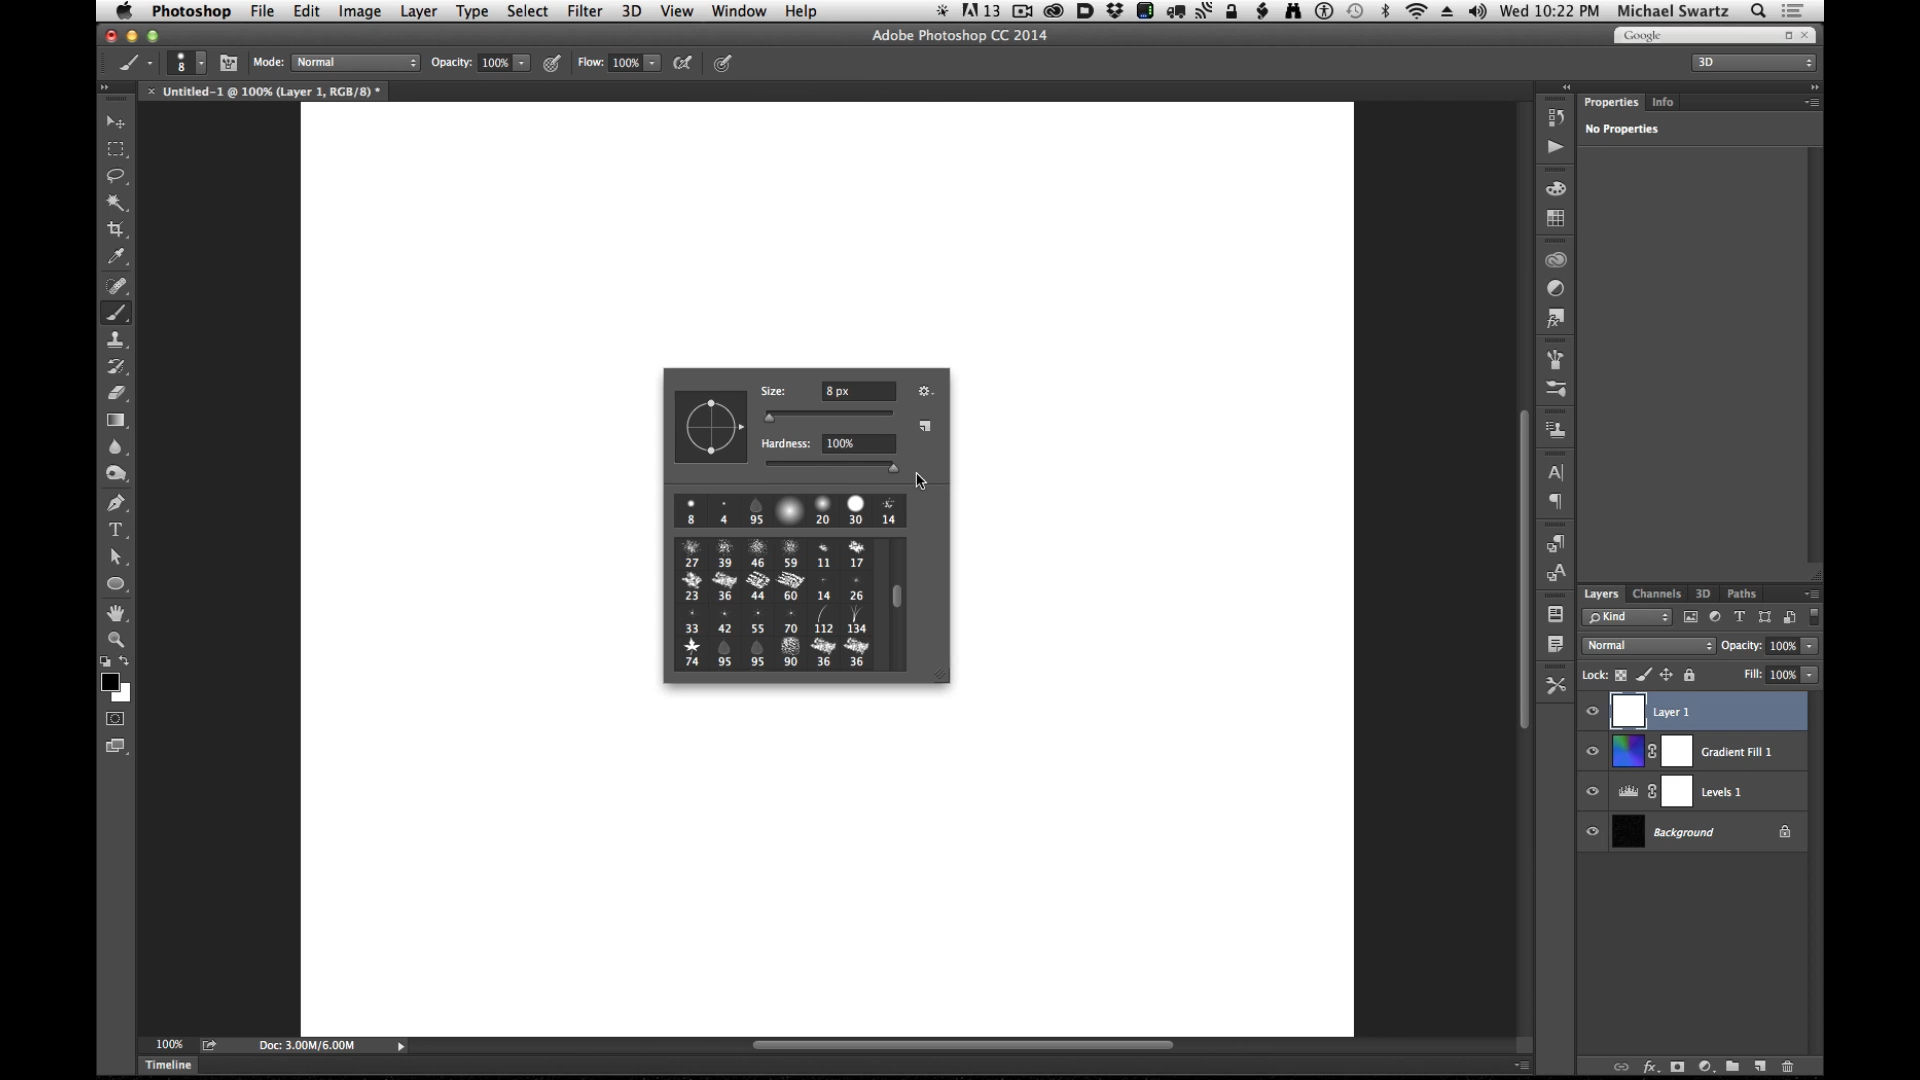 Photoshop File Edit Image Layer Type Select Filter 3D View Window Help 13 Wed 10:22 PM Michael Swartz
Adobe Photoshop CC 2014
Google
8 Mode: Normal Opacity: 100% Flow: 100% 3D
× Untitled-1 @ 100% (Layer 1, RGB/8) *
Properties Info
No Properties
Size: 8 px
Hardness: 100%
8 4 95 20 30 14
27 39 46 59 11 17
23 36 44 60 14 26
33 42 55 70 112 134
74 95 95 90 36 36
Layers Channels 3D Paths
Kind
Normal Opacity: 100%
Lock: Fill: 100%
Layer 1
Gradient Fill 1
Levels 1
Background
100% Doc: 3.00M/6.00M
Timeline